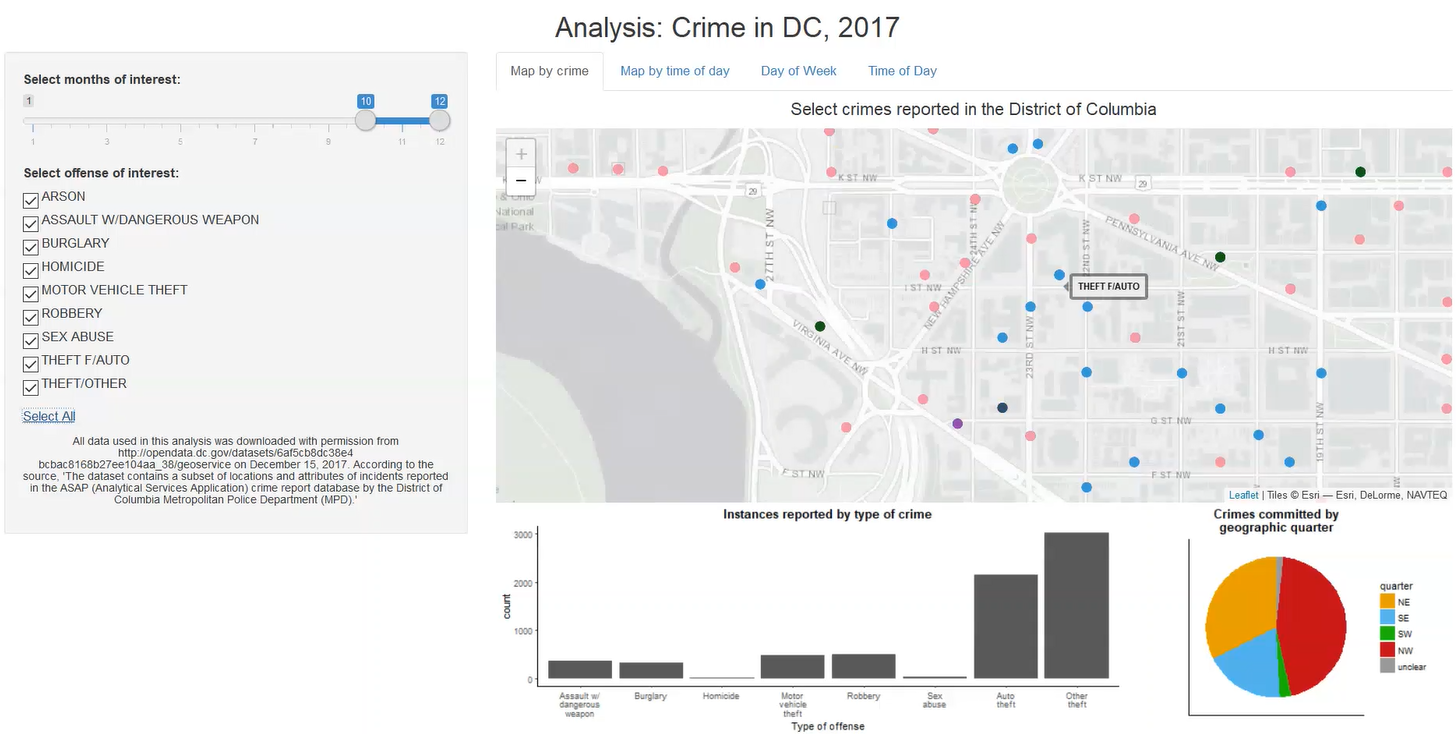 Analysis: Crime in DC, 2017
Select months of interest:
1
10
12
1
3
5
7
9
11
12
Select offense of interest:
ARSON
ASSAULT W/DANGEROUS WEAPON
BURGLARY
HOMICIDE
MOTOR VEHICLE THEFT
ROBBERY
SEX ABUSE
THEFT F/AUTO
THEFT/OTHER
Select All
All data used in this analysis was downloaded with permission from
http://opendata.dc.gov/datasets/6af5cb8dc38e4
bcbac8168b27ee104aa_38/geoservice on December 15, 2017. According to the
source, 'The dataset contains a subset of locations and attributes of incidents reported
in the ASAP (Analytical Services Application) crime report database by the District of
Columbia Metropolitan Police Department (MPD).'
Map by crime
Map by time of day
Day of Week
Time of Day
Select crimes reported in the District of Columbia
+
−
K ST NW
K ST NW
29
29
& Ohio
National
cal Park
27TH ST NW
24TH ST NW
NEW HAMPSHIRE AVE NW
22ND ST NW
PENNSYLVANIA AVE NW
I ST NW
THEFT F/AUTO
VIRGINIA AVE NW
H ST NW
23RD ST NW
21ST ST NW
H ST NW
G ST NW
19TH ST NW
F ST NW
F ST NW
Leaflet | Tiles © Esri — Esri, DeLorme, NAVTEQ
Instances reported by type of crime
count
3000
2000
1000
0
Assault w/
dangerous
weapon
Burglary
Homicide
Motor
vehicle
theft
Robbery
Sex
abuse
Auto
theft
Other
theft
Type of offense
Crimes committed by
geographic quarter
quarter
NE
SE
SW
NW
unclear